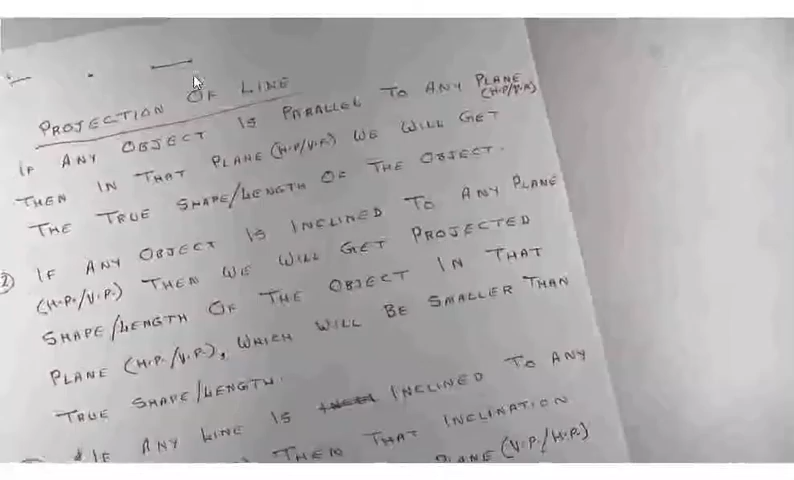 PROJECTION OF LINE
IF ANY OBJECT IS PARALLEL TO ANY PLANE
(H.P/V.P.)
THEN IN THAT PLANE (H.P/V.P.) WE WILL GET
THE TRUE SHAPE/LENGTH OF THE OBJECT.
2) IF ANY OBJECT IS INCLINED TO ANY PLANE
(H.P./V.P.) THEN WE WILL GET PROJECTED
SHAPE/LENGTH OF THE OBJECT IN THAT
PLANE (H.P./V.P.), WHICH WILL BE SMALLER THAN
TRUE SHAPE/LENGTH.
IF ANY LINE IS INCLINED TO ANY
THEN THAT INCLINATION
PLANE (V.P./H.P.)